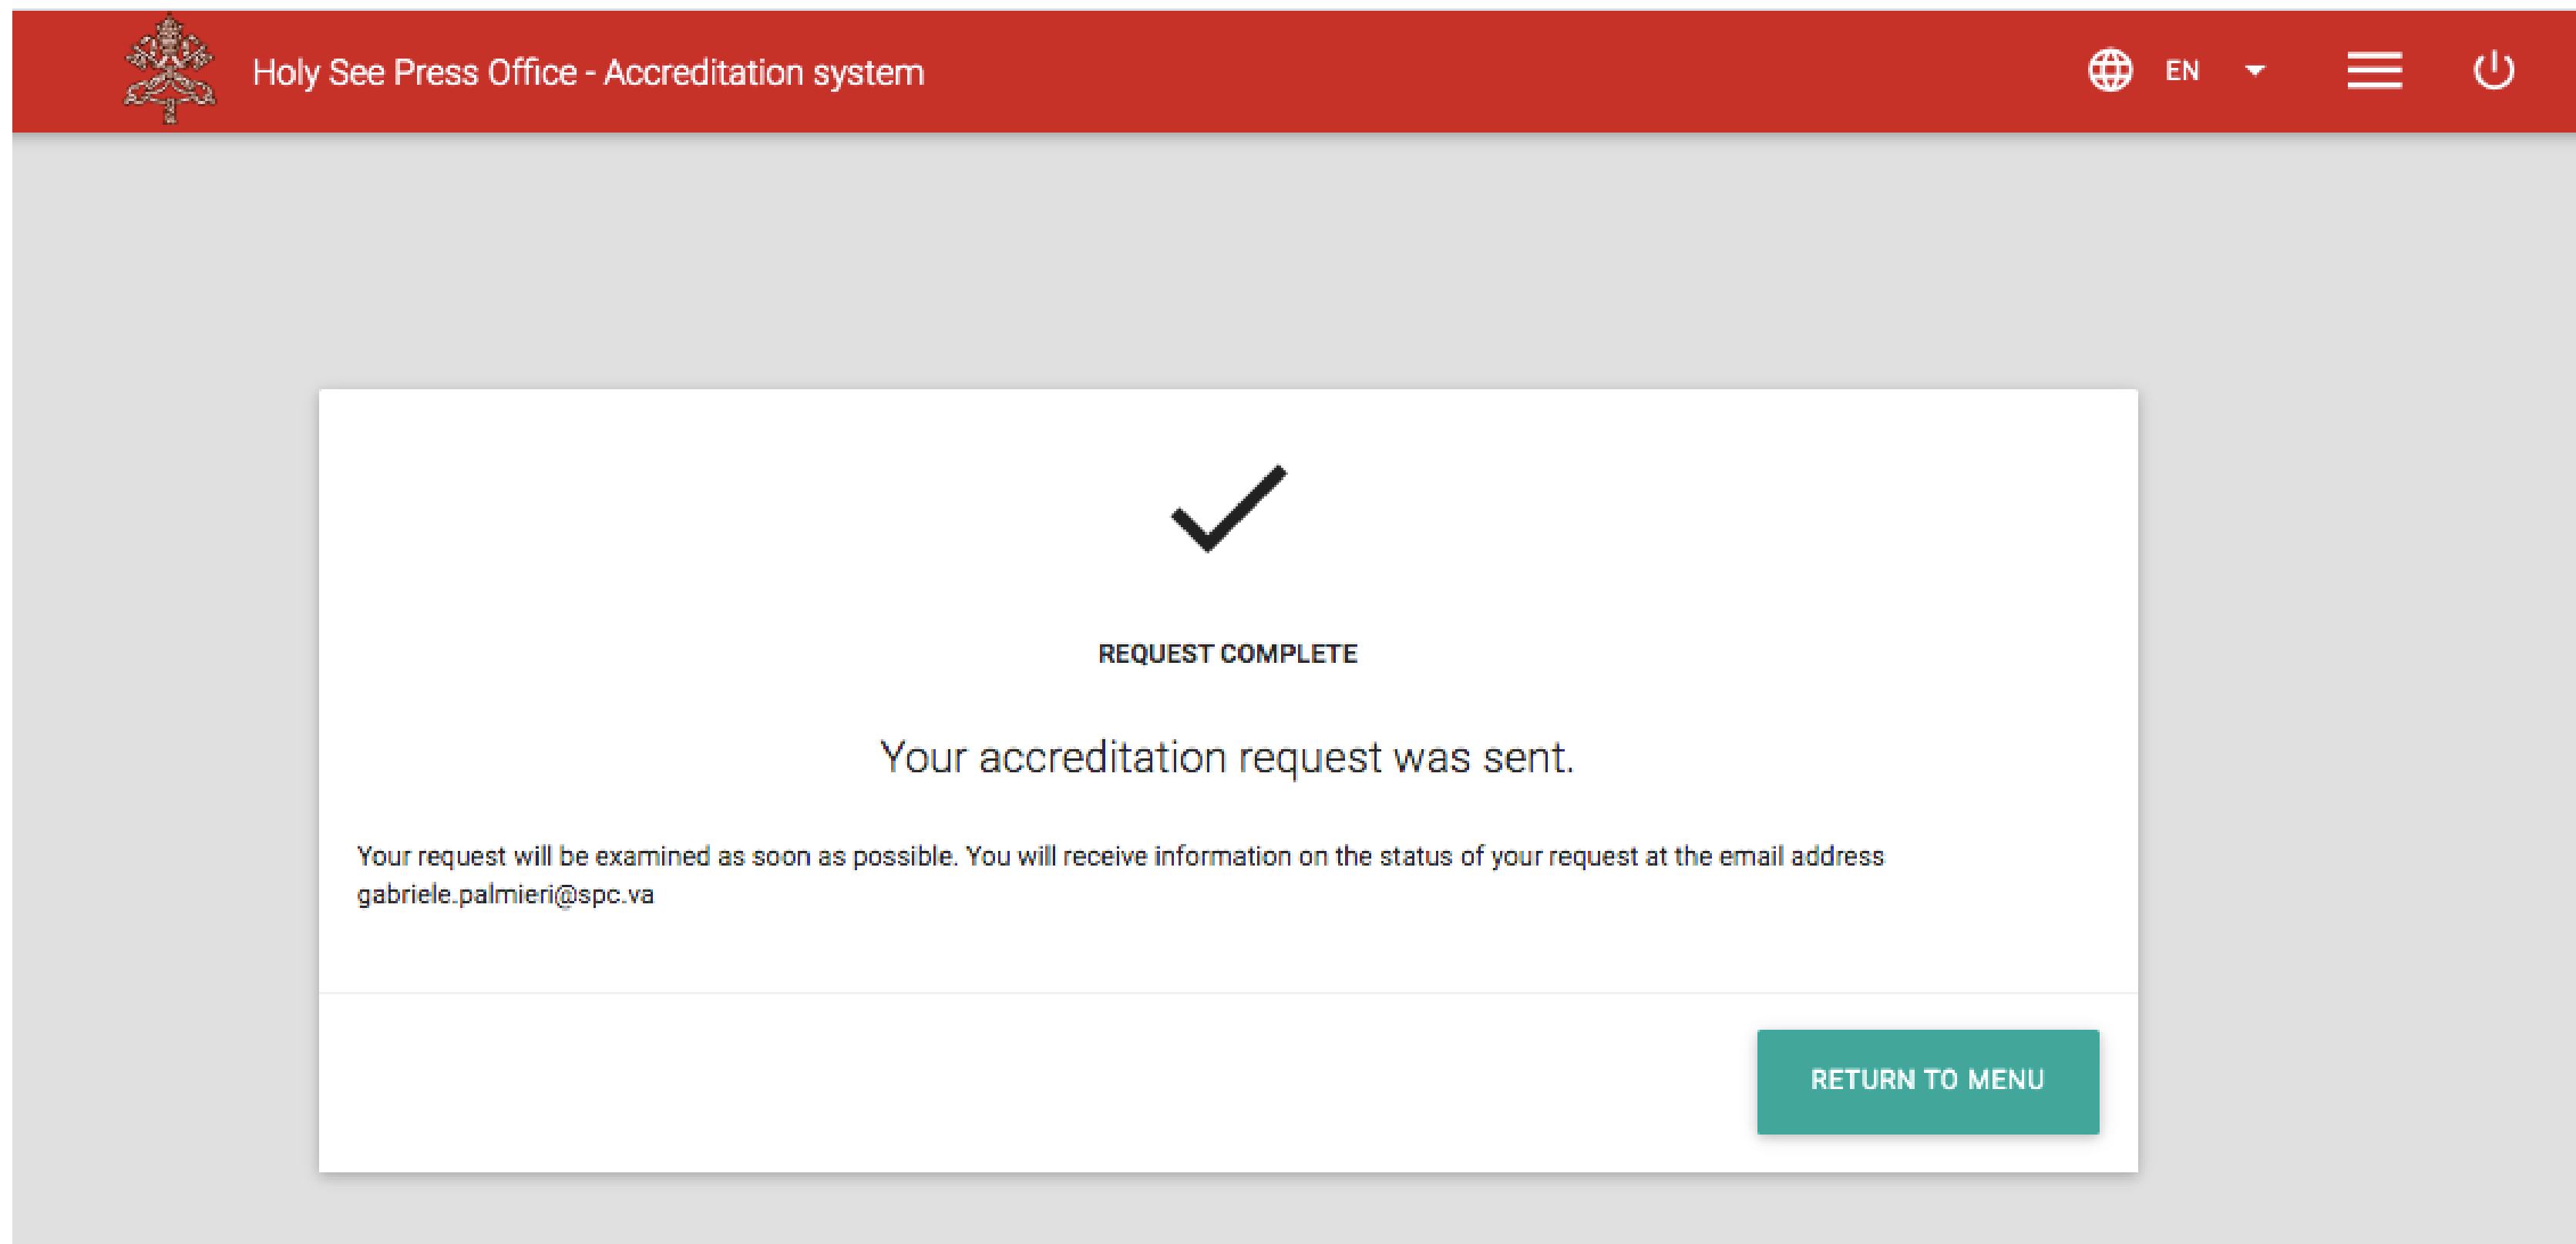 Holy See Press Office - Accreditation system
EN
REQUEST COMPLETE
Your accreditation request was sent.
Your request will be examined as soon as possible. You will receive information on the status of your request at the email address
gabriele.palmieri@spc.va
RETURN TO MENU